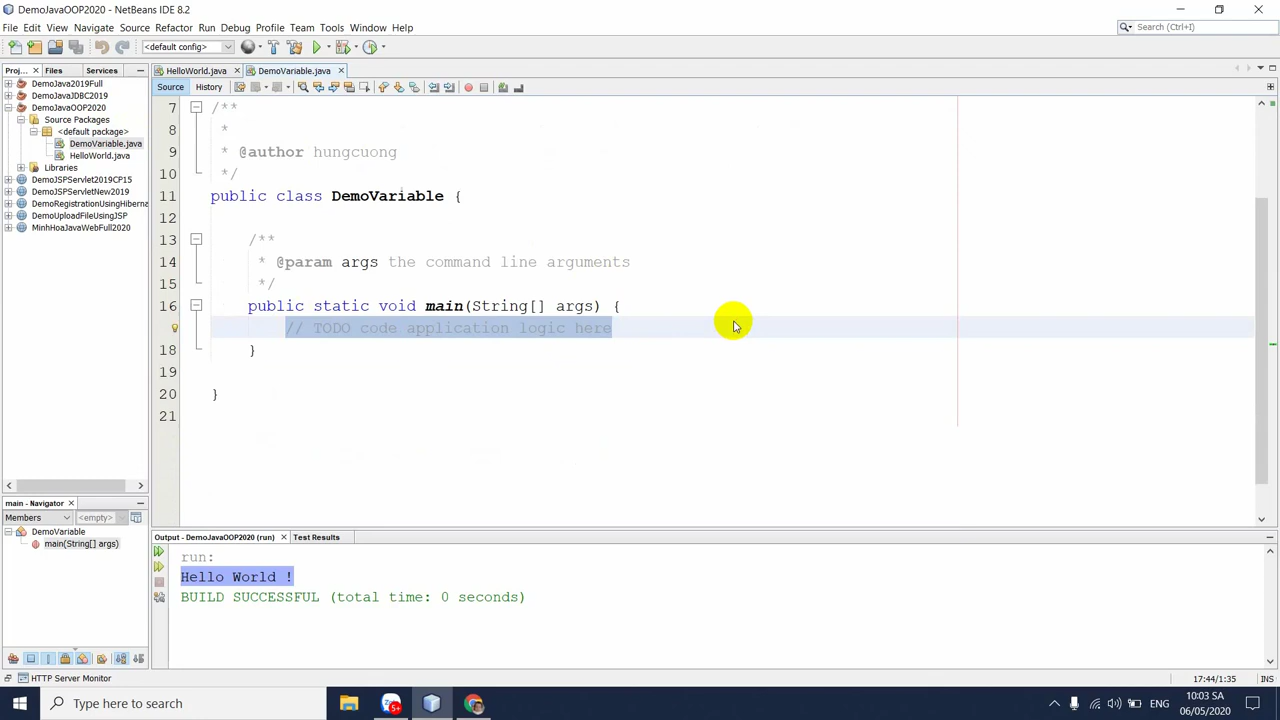 DemoJavaOOP2020 - NetBeans IDE 8.2
File Edit View Navigate Source Refactor Run Debug Profile Team Tools Window Help
Search (Ctrl+I)
<default config>
Proj... Files Services
HelloWorld.java DemoVariable.java
Source History
DemoJava2019Full
DemoJavaJDBC2019
DemoJavaOOP2020
Source Packages
<default package>
DemoVariable.java
HelloWorld.java
Libraries
DemoJSPServlet2019CP15
DemoJSPServletNew2019
DemoRegistrationUsingHiberna
DemoUploadFileUsingJSP
MinhHoaJavaWebFull2020
7 /**
8 *
9 * @author hungcuong
10 */
11 public class DemoVariable {
12
13 /**
14 * @param args the command line arguments
15 */
16 public static void main(String[] args) {
// TODO code application logic here
18 }
19
20 }
21
main - Navigator
Members <empty>
DemoVariable
main(String[] args)
Output - DemoJavaOOP2020 (run) Test Results
run:
Hello World !
BUILD SUCCESSFUL (total time: 0 seconds)
HTTP Server Monitor
17:44/1:35 INS
Type here to search
5+
ENG
10:03 SA
06/05/2020